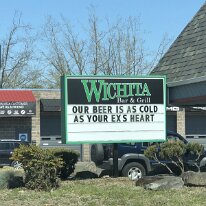 WICHITA
Bar & Grill
OUR BEER IS AS COLD
AS YOUR EXS HEART